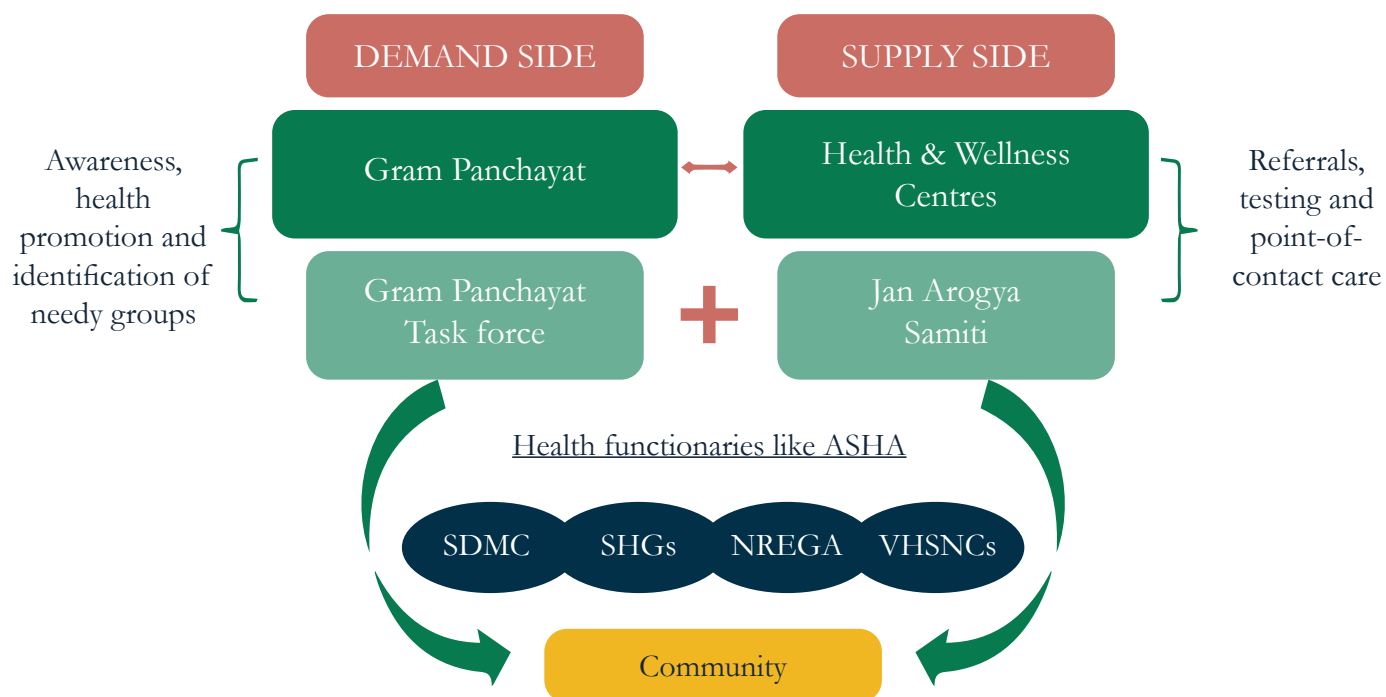 DEMAND SIDE
SUPPLY SIDE
Awareness,
health
promotion and
identification of
needy groups
Gram Panchayat
Health & Wellness
Centres
Referrals,
testing and
point-of-
contact care
Gram Panchayat
Task force
Jan Arogya
Samiti
Health functionaries like ASHA
SDMC
SHGs
NREGA
VHSNCs
Community